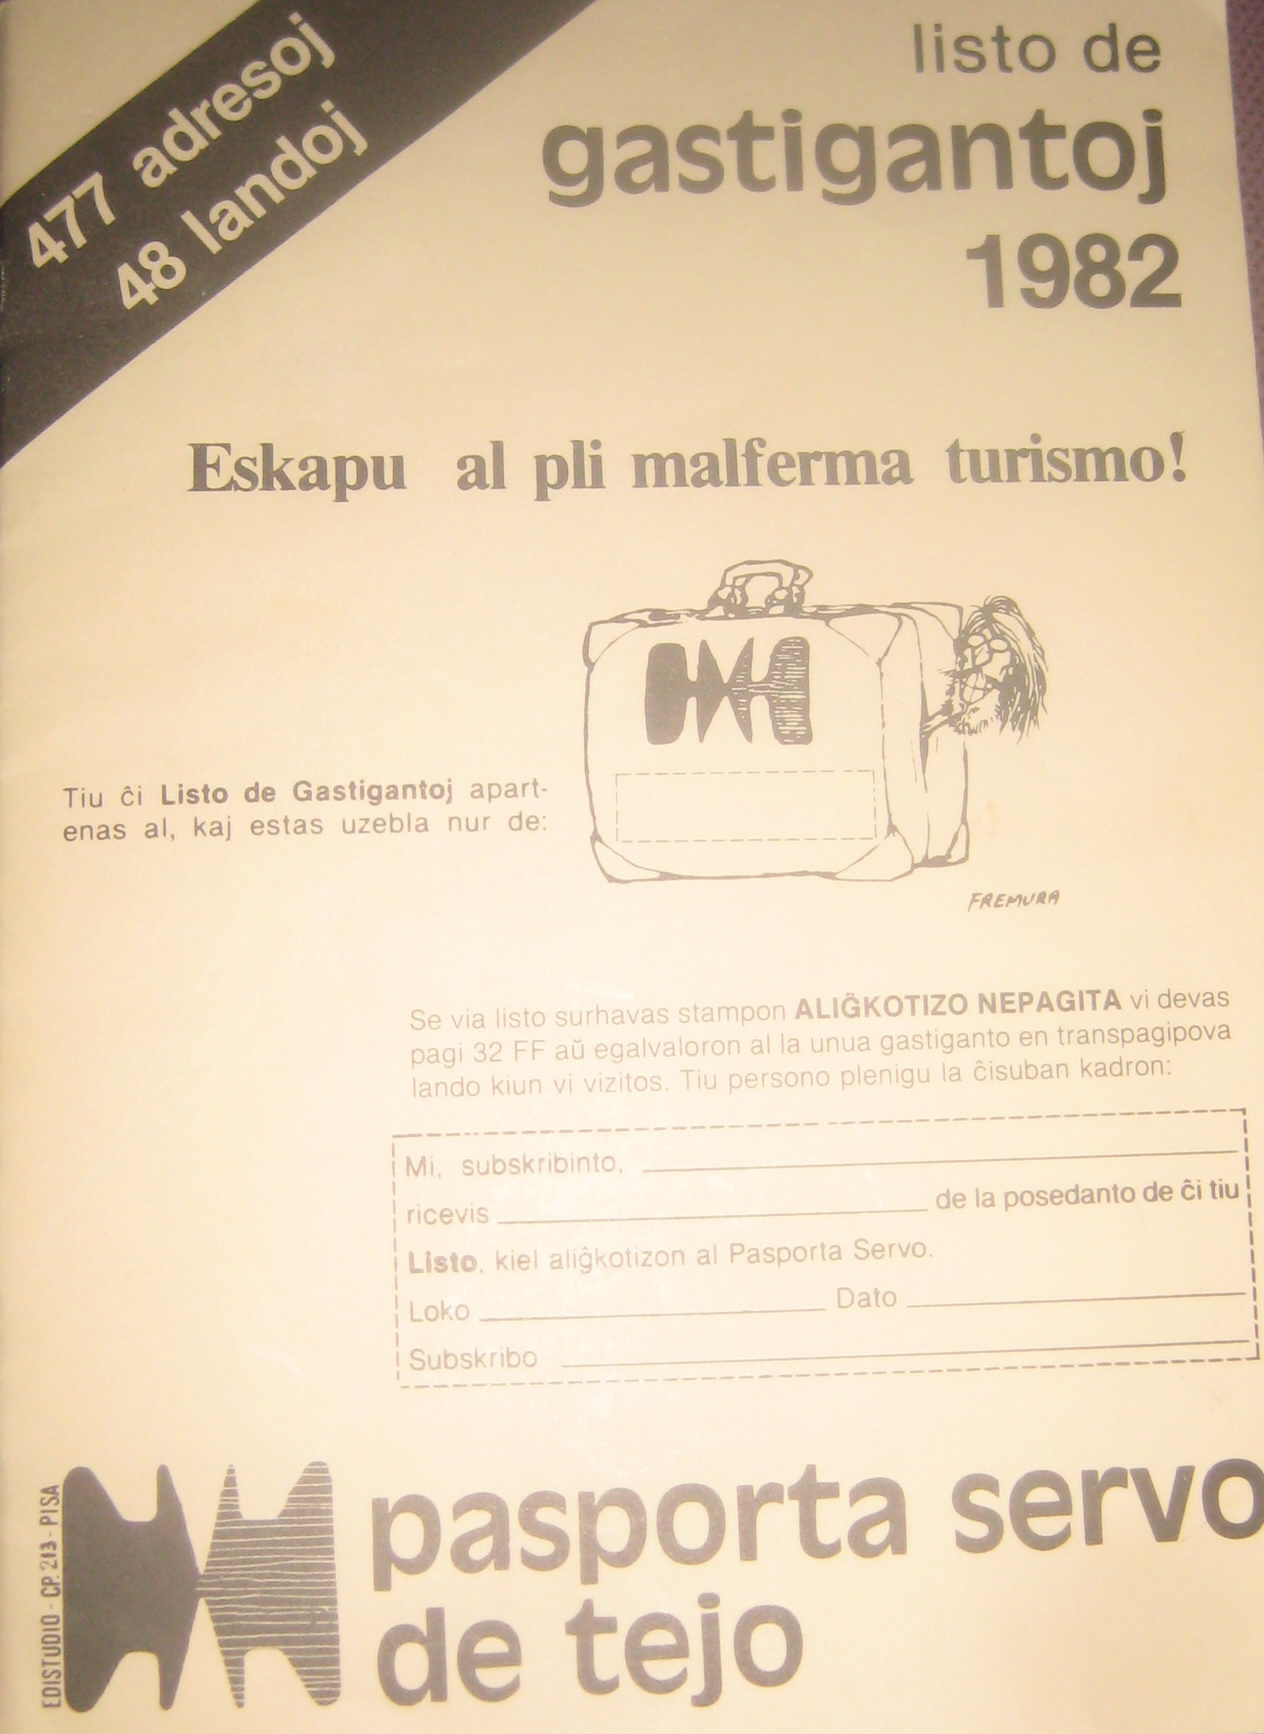 477 adresoj
48 landoj
listo de
gastigantoj
1982
Eskapu al pli malferma turismo!
Tiu ĉi Listo de Gastigantoj apart-
enas al, kaj estas uzebla nur de:
FREMURA
Se via listo surhavas stampon ALIĜKOTIZO NEPAGITA vi devas
pagi 32 FF aŭ egalvaloron al la unua gastiganto en transpagipova
lando kiun vi vizitos. Tiu persono plenigu la ĉisuban kadron:
Mi, subskribinto,
ricevis de la posedanto de ĉi tiu
Listo, kiel aliĝkotizon al Pasporta Servo.
Loko Dato
Subskribo
EDISTUDIO - CP. 213 - PISA
pasporta servo
de tejo